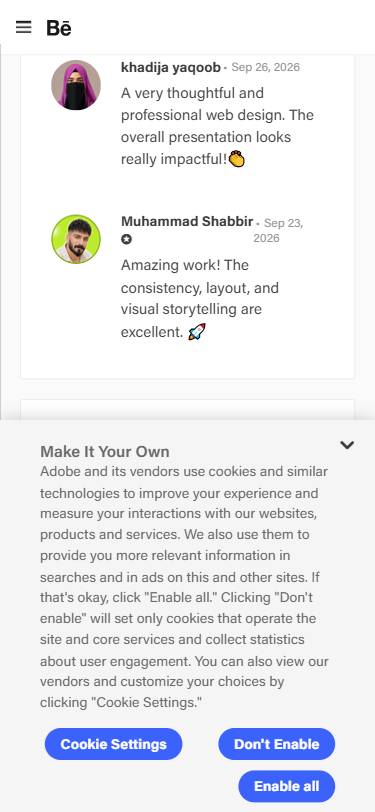 Bē
khadija yaqoob · Sep 26, 2026
A very thoughtful and
professional web design. The
overall presentation looks
really impactful!👏
Muhammad Shabbir · Sep 23,
2026
Amazing work! The
consistency, layout, and
visual storytelling are
excellent. 🚀
Make It Your Own
Adobe and its vendors use cookies and similar
technologies to improve your experience and
measure your interactions with our websites,
products and services. We also use them to
provide you more relevant information in
searches and in ads on this and other sites. If
that's okay, click "Enable all." Clicking "Don't
enable" will set only cookies that operate the
site and core services and collect statistics
about user engagement. You can also view our
vendors and customize your choices by
clicking "Cookie Settings."
Cookie Settings
Don't Enable
Enable all